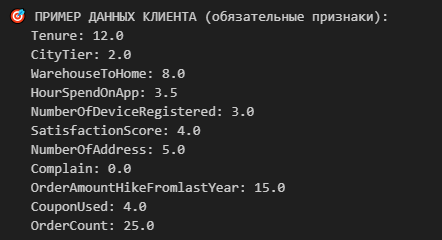 🎯 ПРИМЕР ДАННЫХ КЛИЕНТА (обязательные признаки):
Tenure: 12.0
CityTier: 2.0
WarehouseToHome: 8.0
HourSpendOnApp: 3.5
NumberOfDeviceRegistered: 3.0
SatisfactionScore: 4.0
NumberOfAddress: 5.0
Complain: 0.0
OrderAmountHikeFromlastYear: 15.0
CouponUsed: 4.0
OrderCount: 25.0